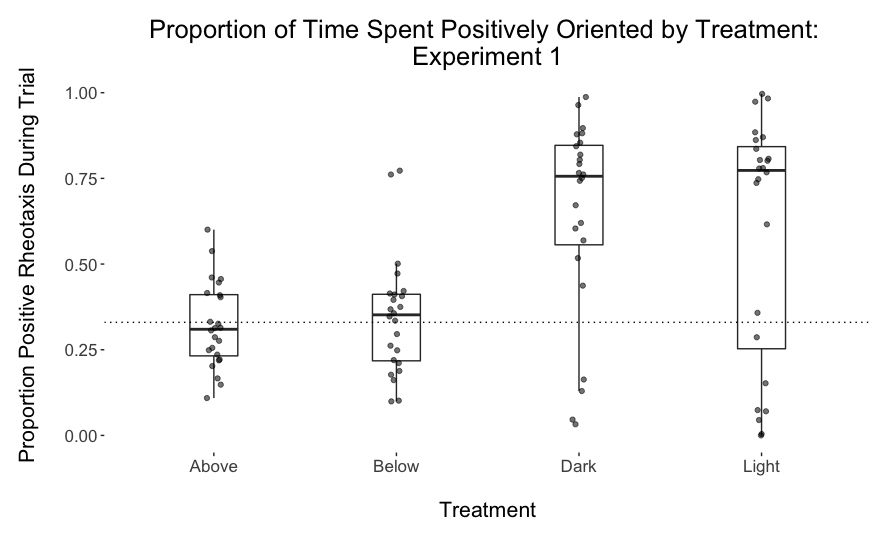 Proportion of Time Spent Positively Oriented by Treatment:
Experiment 1
Proportion Positive Rheotaxis During Trial
1.00
0.75
0.50
0.25
0.00
Above
Below
Dark
Light
Treatment